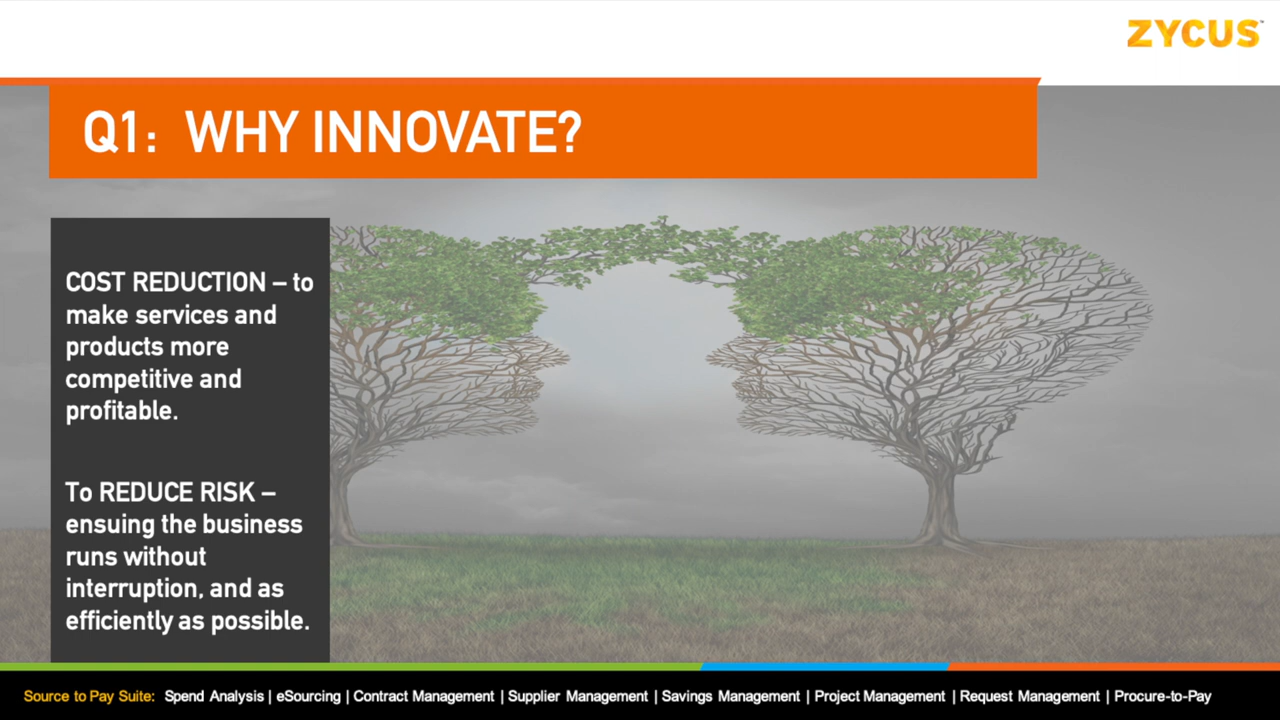 ZYCUS™
Q1: WHY INNOVATE?
COST REDUCTION – to
make services and
products more
competitive and
profitable.
To REDUCE RISK –
ensuing the business
runs without
interruption, and as
efficiently as possible.
Source to Pay Suite: Spend Analysis | eSourcing | Contract Management | Supplier Management | Savings Management | Project Management | Request Management | Procure-to-Pay